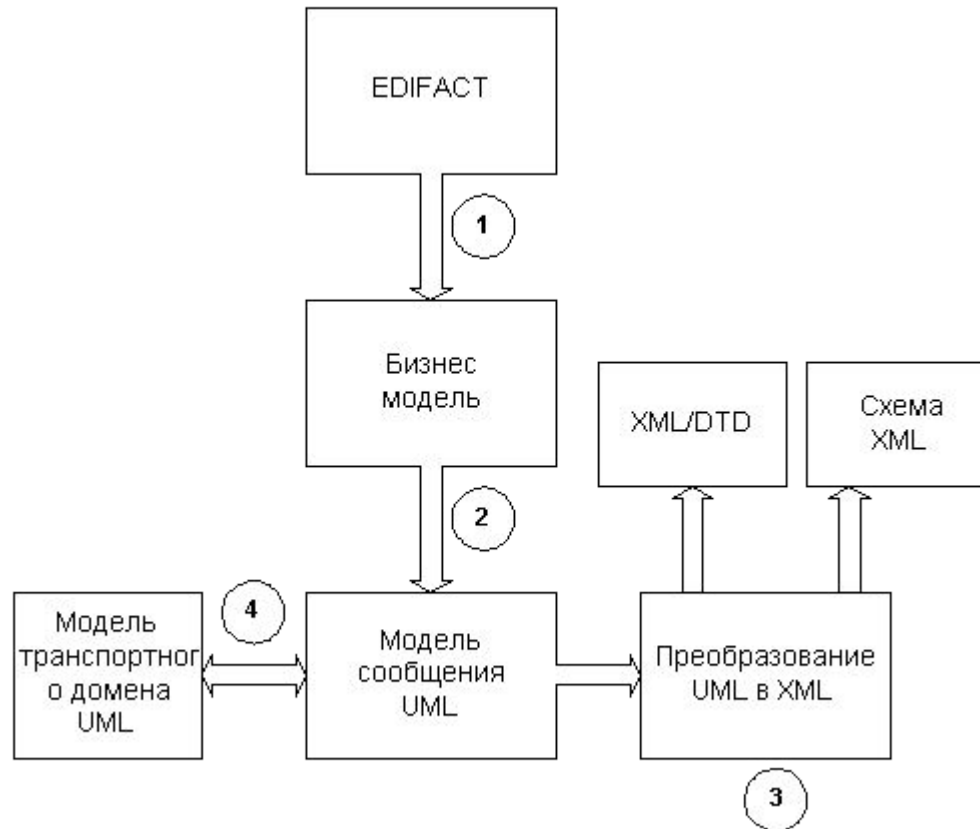 EDIFACT
1
Бизнес
модель
XML/DTD
Схема
XML
2
4
Модель
транспортног
о домена
UML
Модель
сообщения
UML
Преобразование
UML в XML
3